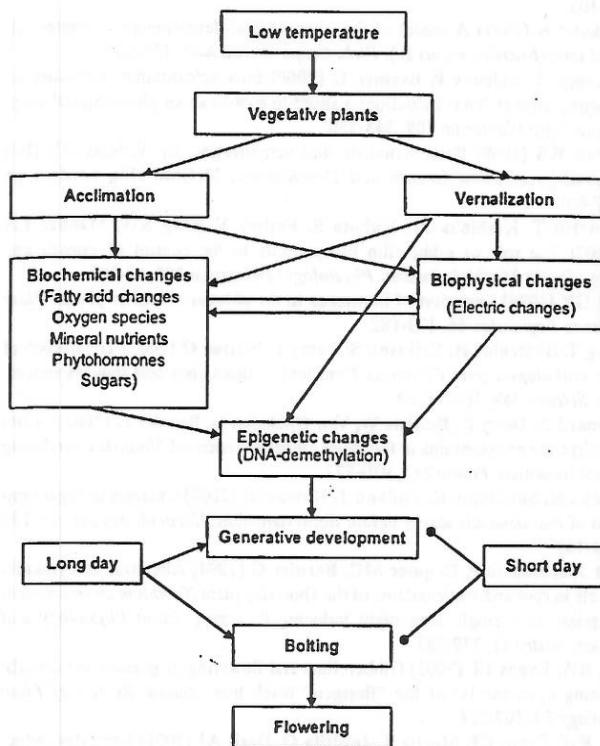 Low temperature
Vegetative plants
Acclimation
Vernalization
Biochemical changes
(Fatty acid changes
Oxygen species
Mineral nutrients
Phytohormones
Sugars)
Biophysical changes
(Electric changes)
Epigenetic changes
(DNA-demethylation)
Generative development
Long day
Short day
Bolting
Flowering